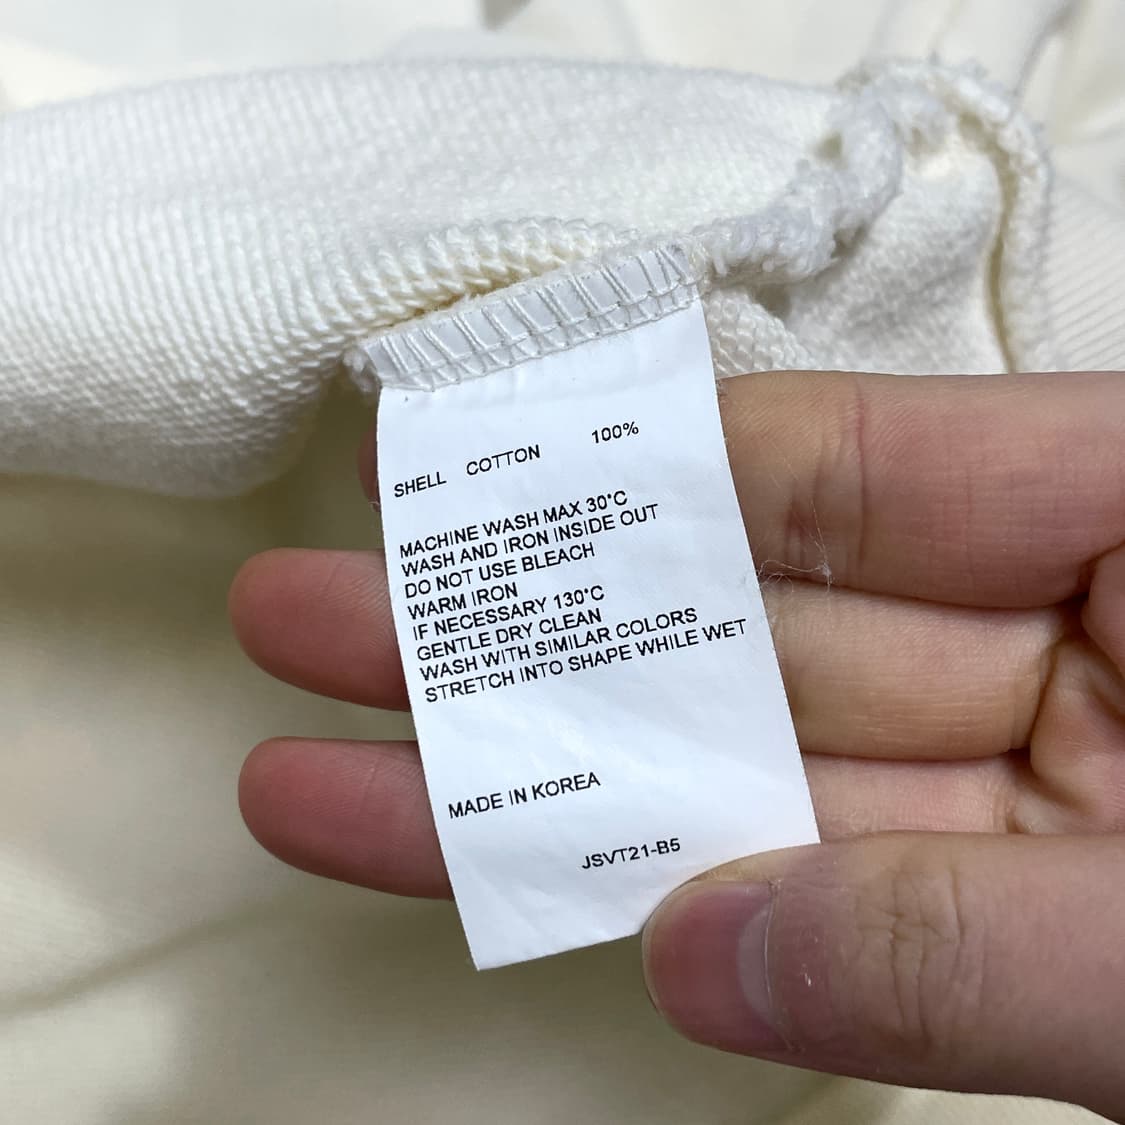 SHELL COTTON 100%
MACHINE WASH MAX 30°C
WASH AND IRON INSIDE OUT
DO NOT USE BLEACH
WARM IRON
IF NECESSARY 130°C
GENTLE DRY CLEAN
WASH WITH SIMILAR COLORS
STRETCH INTO SHAPE WHILE WET
MADE IN KOREA
JSVT21-B5